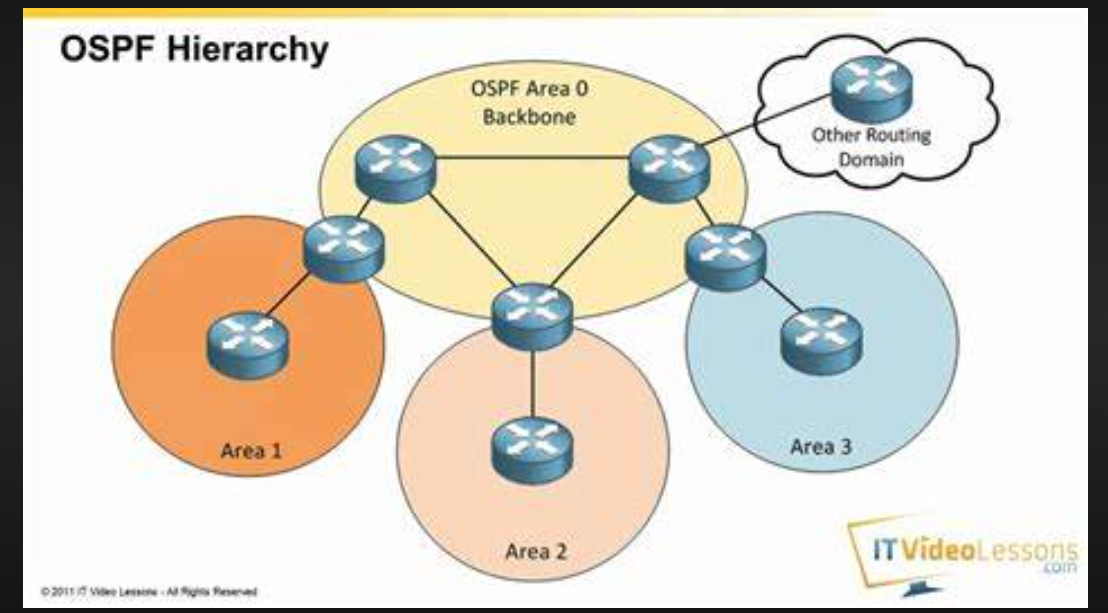 OSPF Hierarchy
OSPF Area 0
Backbone
Other Routing
Domain
Area 1
Area 2
Area 3
© 2011 IT Video Lessons - All Rights Reserved
ITVideoLessons
.com